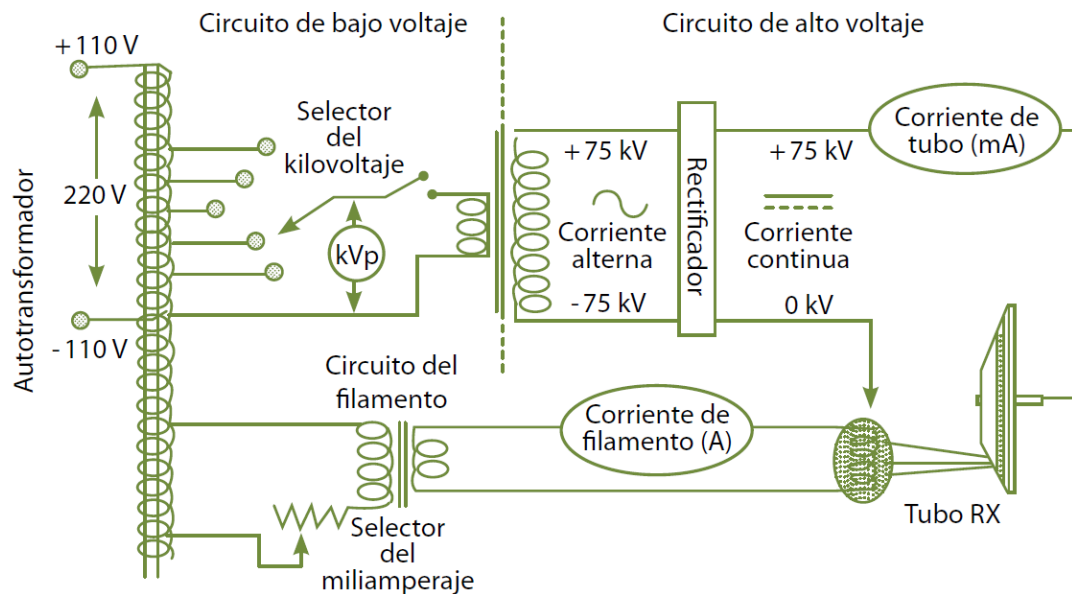 Circuito de bajo voltaje
Circuito de alto voltaje
+110 V
220 V
-110 V
Autotransformador
Selector
del
kilovoltaje
kVp
+75 kV
Corriente
alterna
-75 kV
Rectificador
+75 kV
Corriente
continua
0 kV
Corriente de
tubo (mA)
Circuito del
filamento
Corriente de
filamento (A)
Selector
del
miliamperaje
Tubo RX